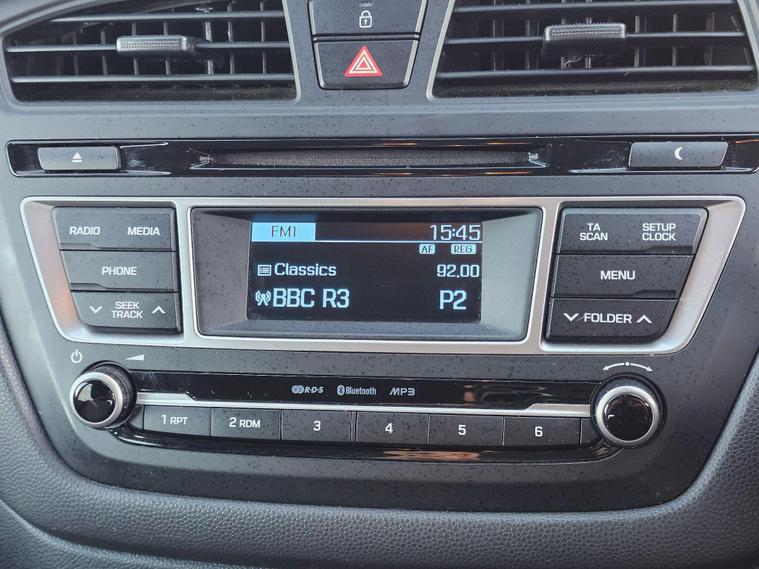 RADIO MEDIA
PHONE
SEEK
TRACK
FM1 15:45
AF REG
Classics 92.00
BBC R3 P2
TA
SCAN
SETUP
CLOCK
MENU
FOLDER
R·D·S Bluetooth MP3
1 RPT 2 RDM 3 4 5 6